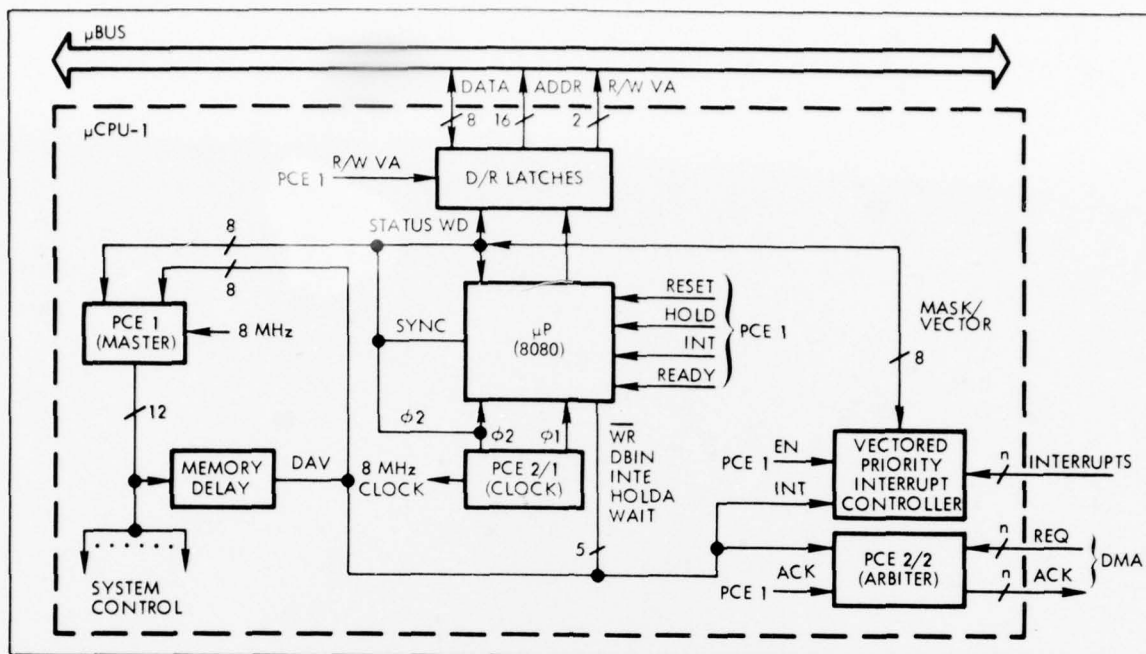 μBUS
DATA ADDR R/W VA
8 16 2
μCPU-1
R/W VA
PCE 1
D/R LATCHES
STATUS WD
8
8
PCE 1
(MASTER)
8 MHz
SYNC
μP
(8080)
RESET
HOLD
INT
READY
PCE 1
MASK/
VECTOR
8
12
ϕ2
ϕ2
ϕ1
MEMORY
DELAY
DAV
8 MHz
CLOCK
PCE 2/1
(CLOCK)
W̅R̅
DBIN
INTE
HOLDA
WAIT
5
EN
PCE 1
INT
VECTORED
PRIORITY
INTERRUPT
CONTROLLER
n INTERRUPTS
SYSTEM
CONTROL
ACK
PCE 1
PCE 2/2
(ARBITER)
n REQ
n ACK
DMA